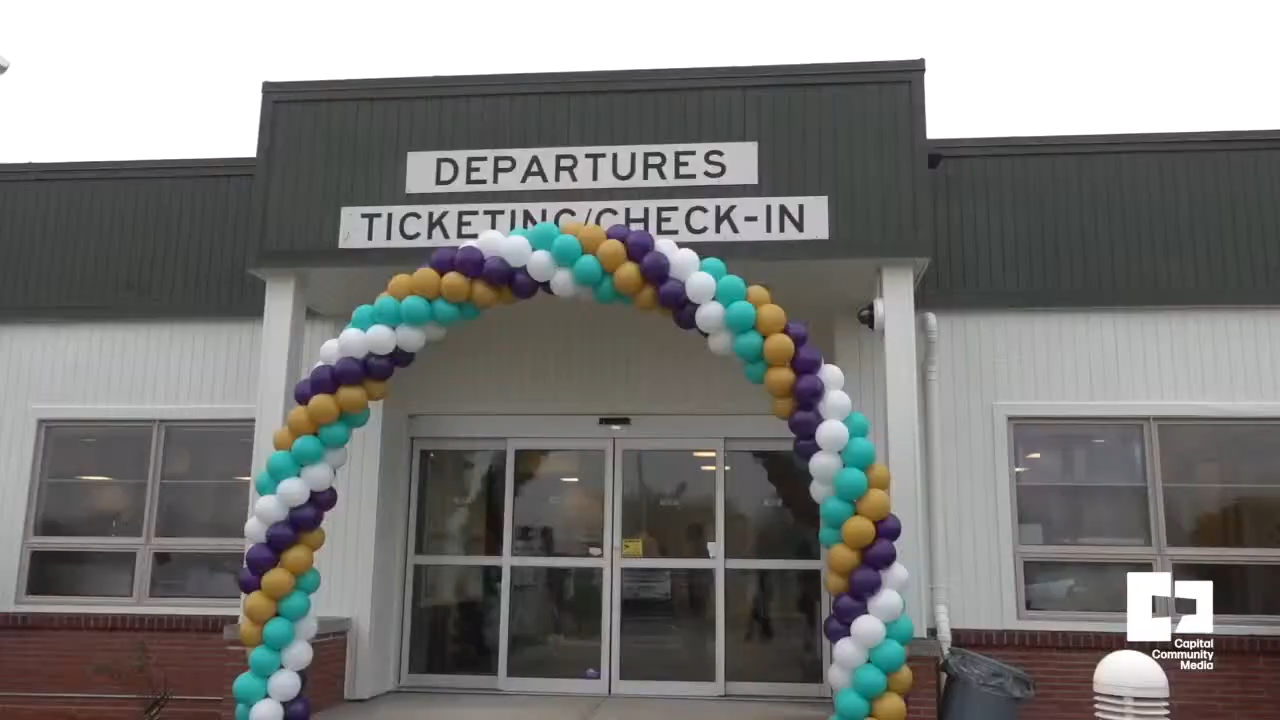 DEPARTURES
TICKETING/CHECK-IN
Capital
Community
Media